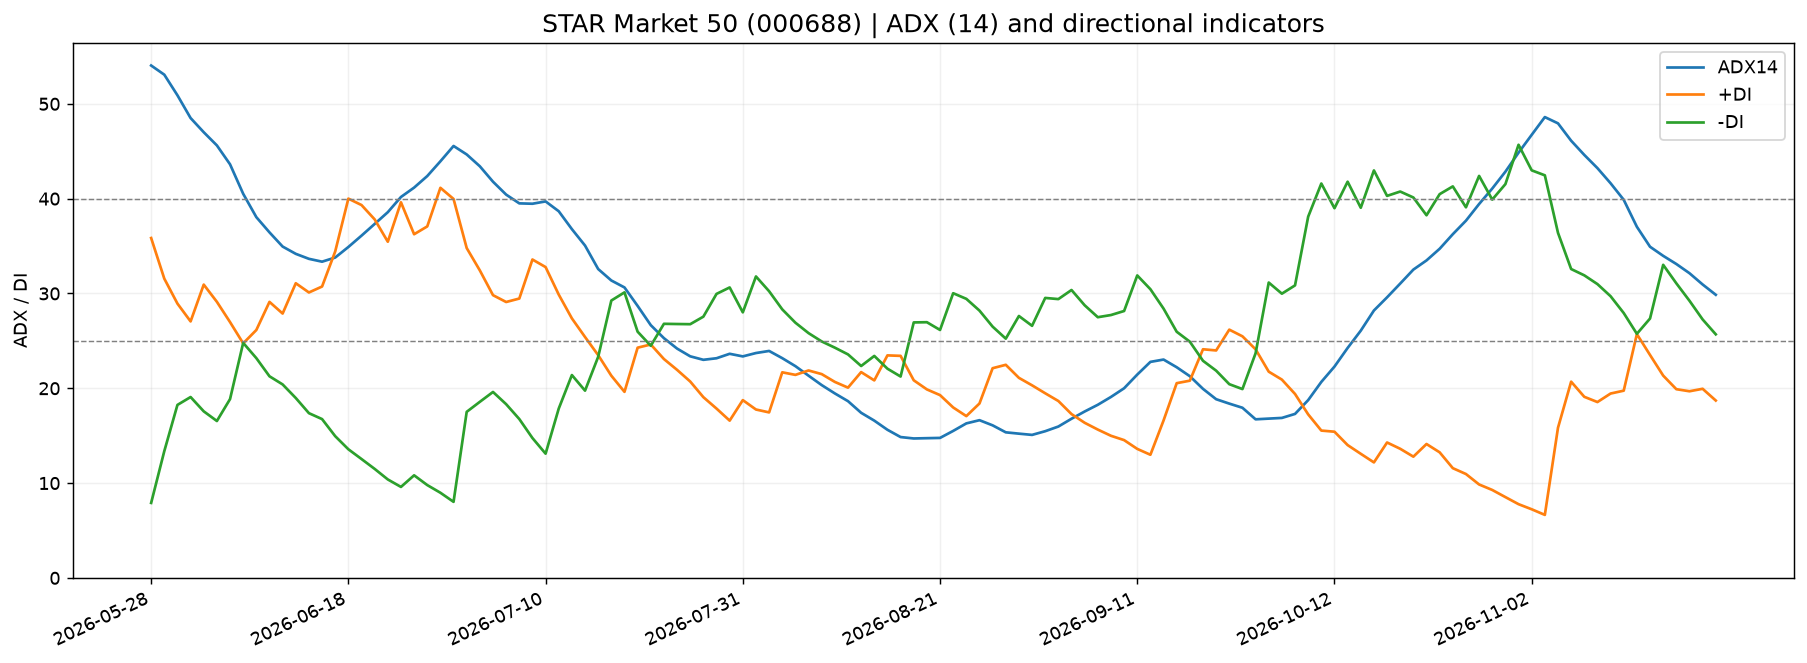 STAR Market 50 (000688) | ADX (14) and directional indicators
ADX14
+DI
-DI
ADX / DI
50
40
30
20
10
0
2026-05-28
2026-06-18
2026-07-10
2026-07-31
2026-08-21
2026-09-11
2026-10-12
2026-11-02